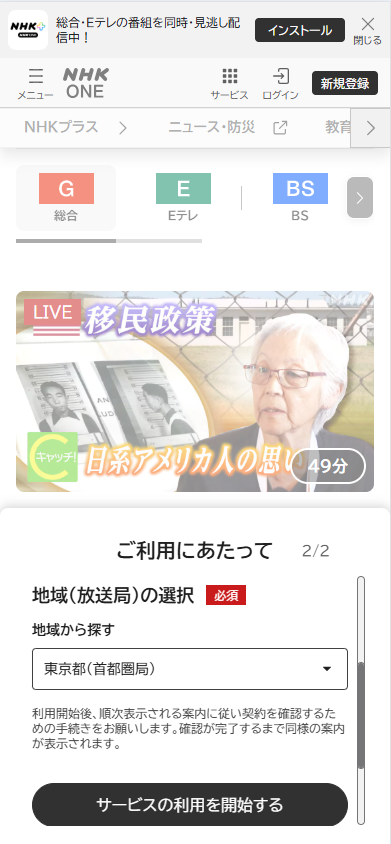 NHK+
総合・Eテレの番組を同時・見逃し配
信中！
インストール
閉じる
メニュー
NHK
ONE
サービス
ログイン
新規登録
NHKプラス
ニュース・防災
教育
G
総合
E
Eテレ
BS
BS
LIVE
移民政策
キャッチ!
日系アメリカ人の思い
49分
ご利用にあたって
2/2
地域（放送局）の選択
必須
地域から探す
東京都（首都圏局）
利用開始後、順次表示される案内に従い契約を確認するた
めの手続きをお願いします。確認が完了するまで同様の案内
が表示されます。
サービスの利用を開始する